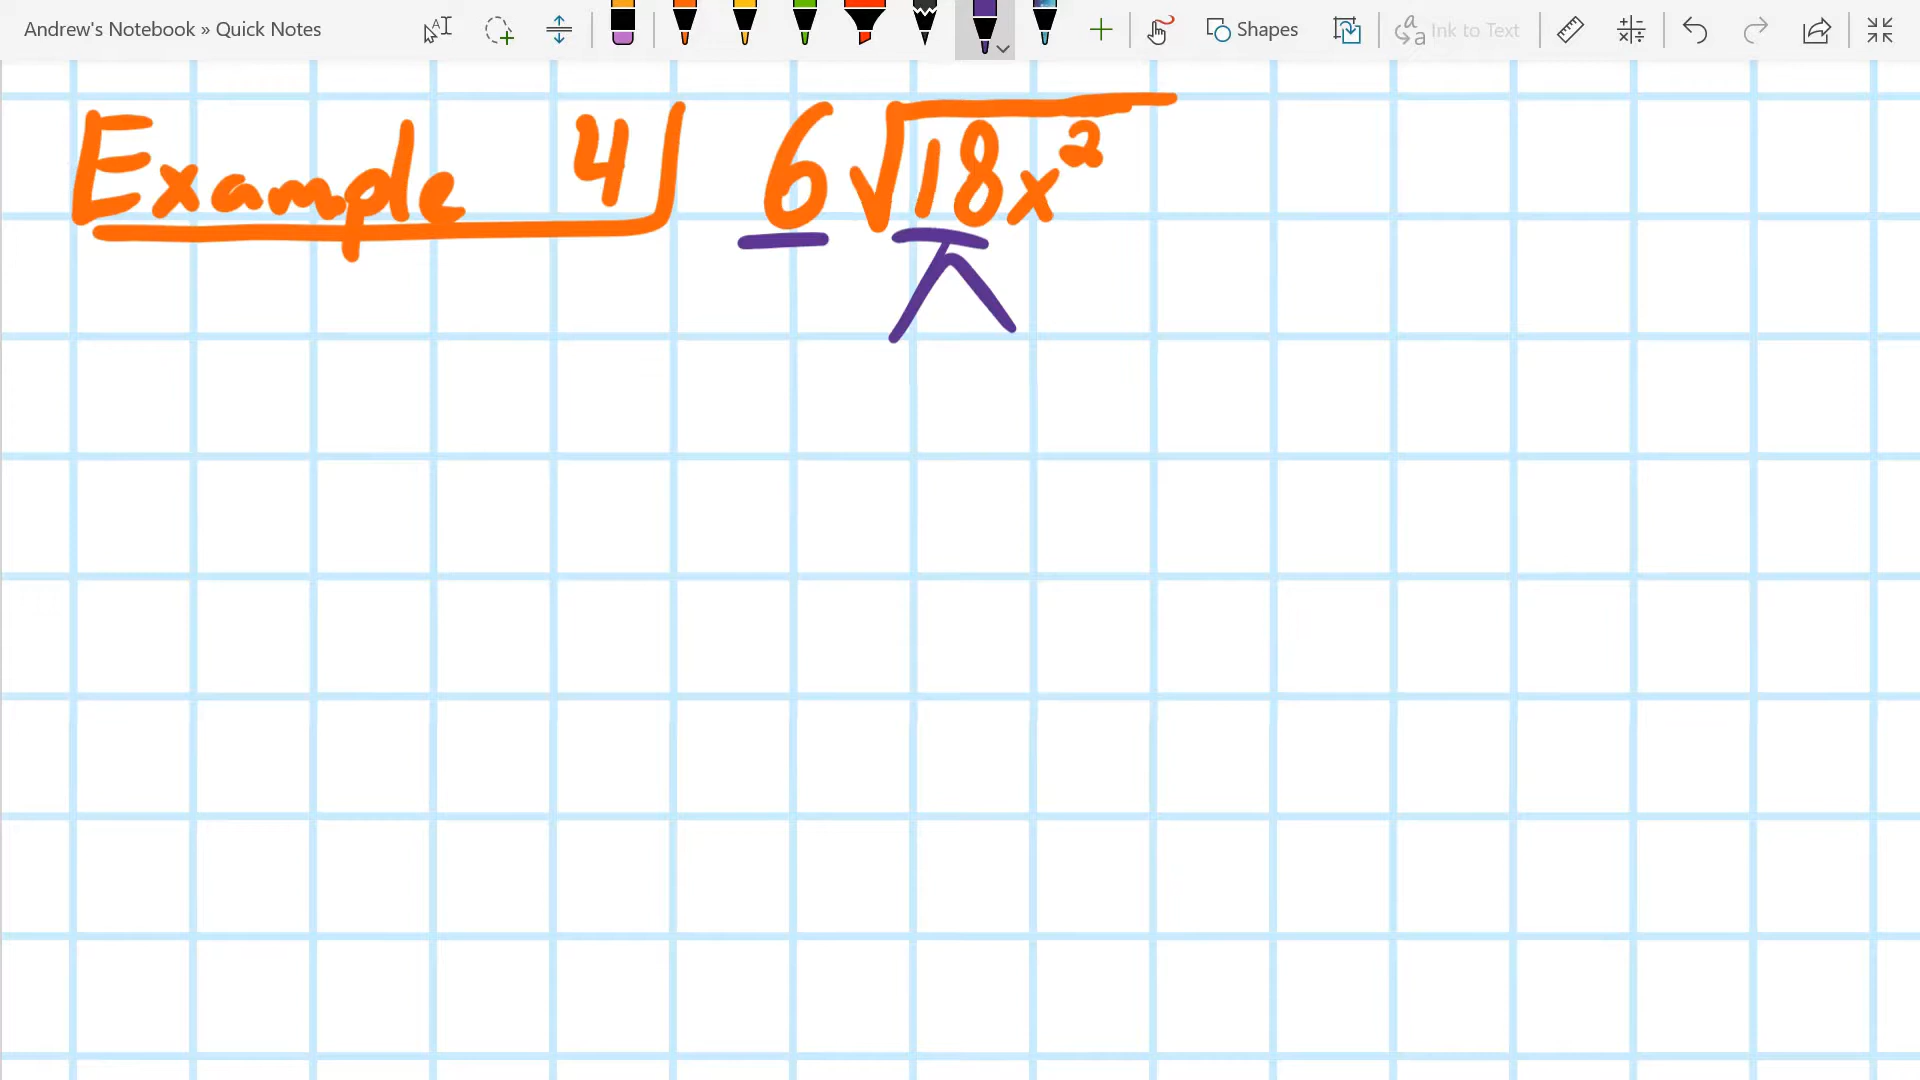 Andrew's Notebook » Quick Notes
Shapes
Ink to Text
Example 4 6√18x²